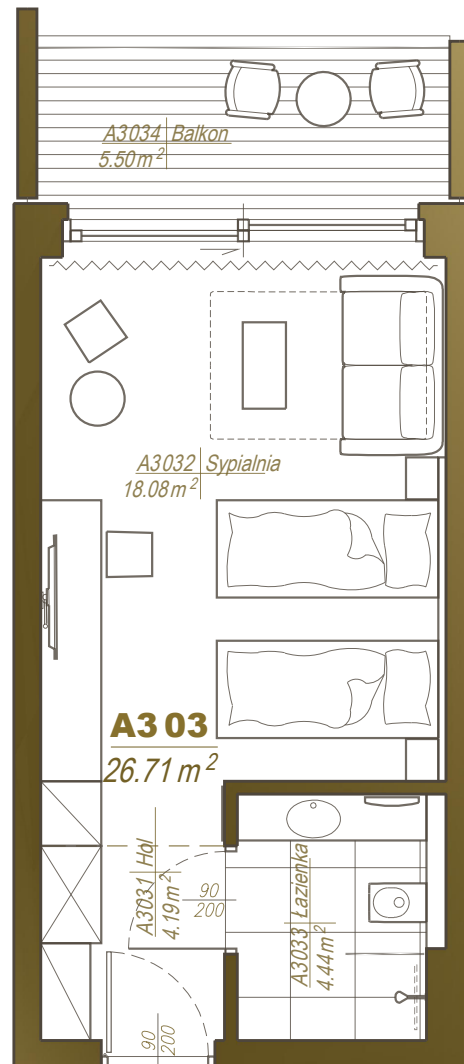 A3034 Balkon
5.50 m²
A3032 Sypialnia
18.08 m²
A3 03
26.71 m²
A3031 Hol
4.19 m²
90
200
A3033 Łazienka
4.44 m²
90
200